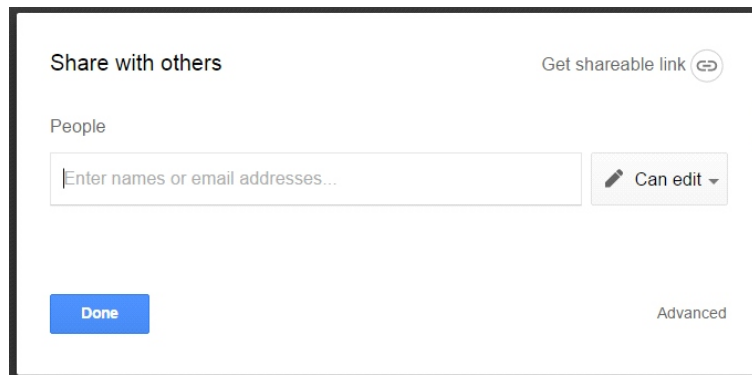 Share with others
Get shareable link
People
Enter names or email addresses...
Can edit
Done
Advanced